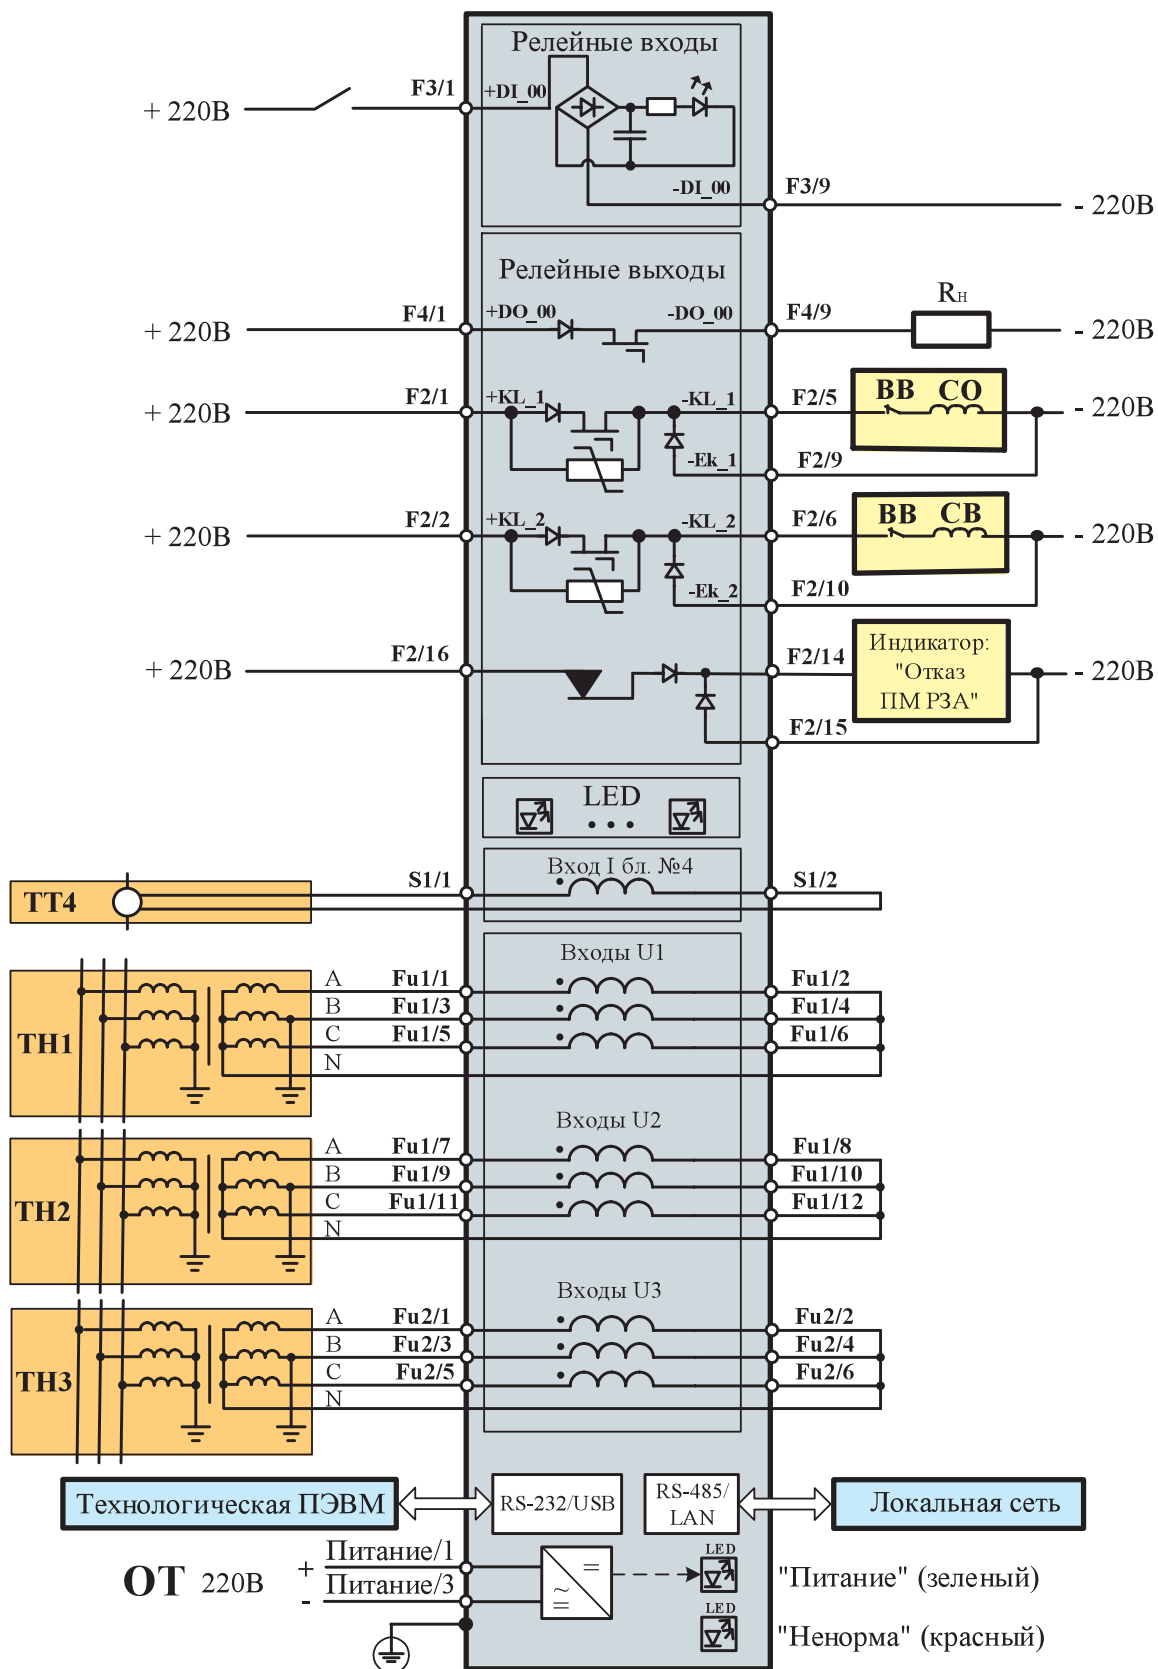 Релейные входы
+ 220В
F3/1
+DI_00
-DI_00
F3/9
- 220В
Релейные выходы
+ 220В
F4/1
+DO_00
-DO_00
F4/9
Rн
- 220В
+ 220В
F2/1
+KL_1
-KL_1
F2/5
ВВ СО
- 220В
-Ek_1
F2/9
+ 220В
F2/2
+KL_2
-KL_2
F2/6
ВВ СВ
- 220В
-Ek_2
F2/10
+ 220В
F2/16
F2/14
Индикатор:
"Отказ
ПМ РЗА"
- 220В
F2/15
LED
...
ТТ4
S1/1
Вход I бл. №4
S1/2
Входы U1
ТН1
A
Fu1/1
Fu1/2
B
Fu1/3
Fu1/4
C
Fu1/5
Fu1/6
N
Входы U2
ТН2
A
Fu1/7
Fu1/8
B
Fu1/9
Fu1/10
C
Fu1/11
Fu1/12
N
Входы U3
ТН3
A
Fu2/1
Fu2/2
B
Fu2/3
Fu2/4
C
Fu2/5
Fu2/6
N
Технологическая ПЭВМ
RS-232/USB
RS-485/
LAN
Локальная сеть
ОТ 220В
+
Питание/1
-
Питание/3
=
~
=
LED
"Питание" (зеленый)
LED
"Ненорма" (красный)